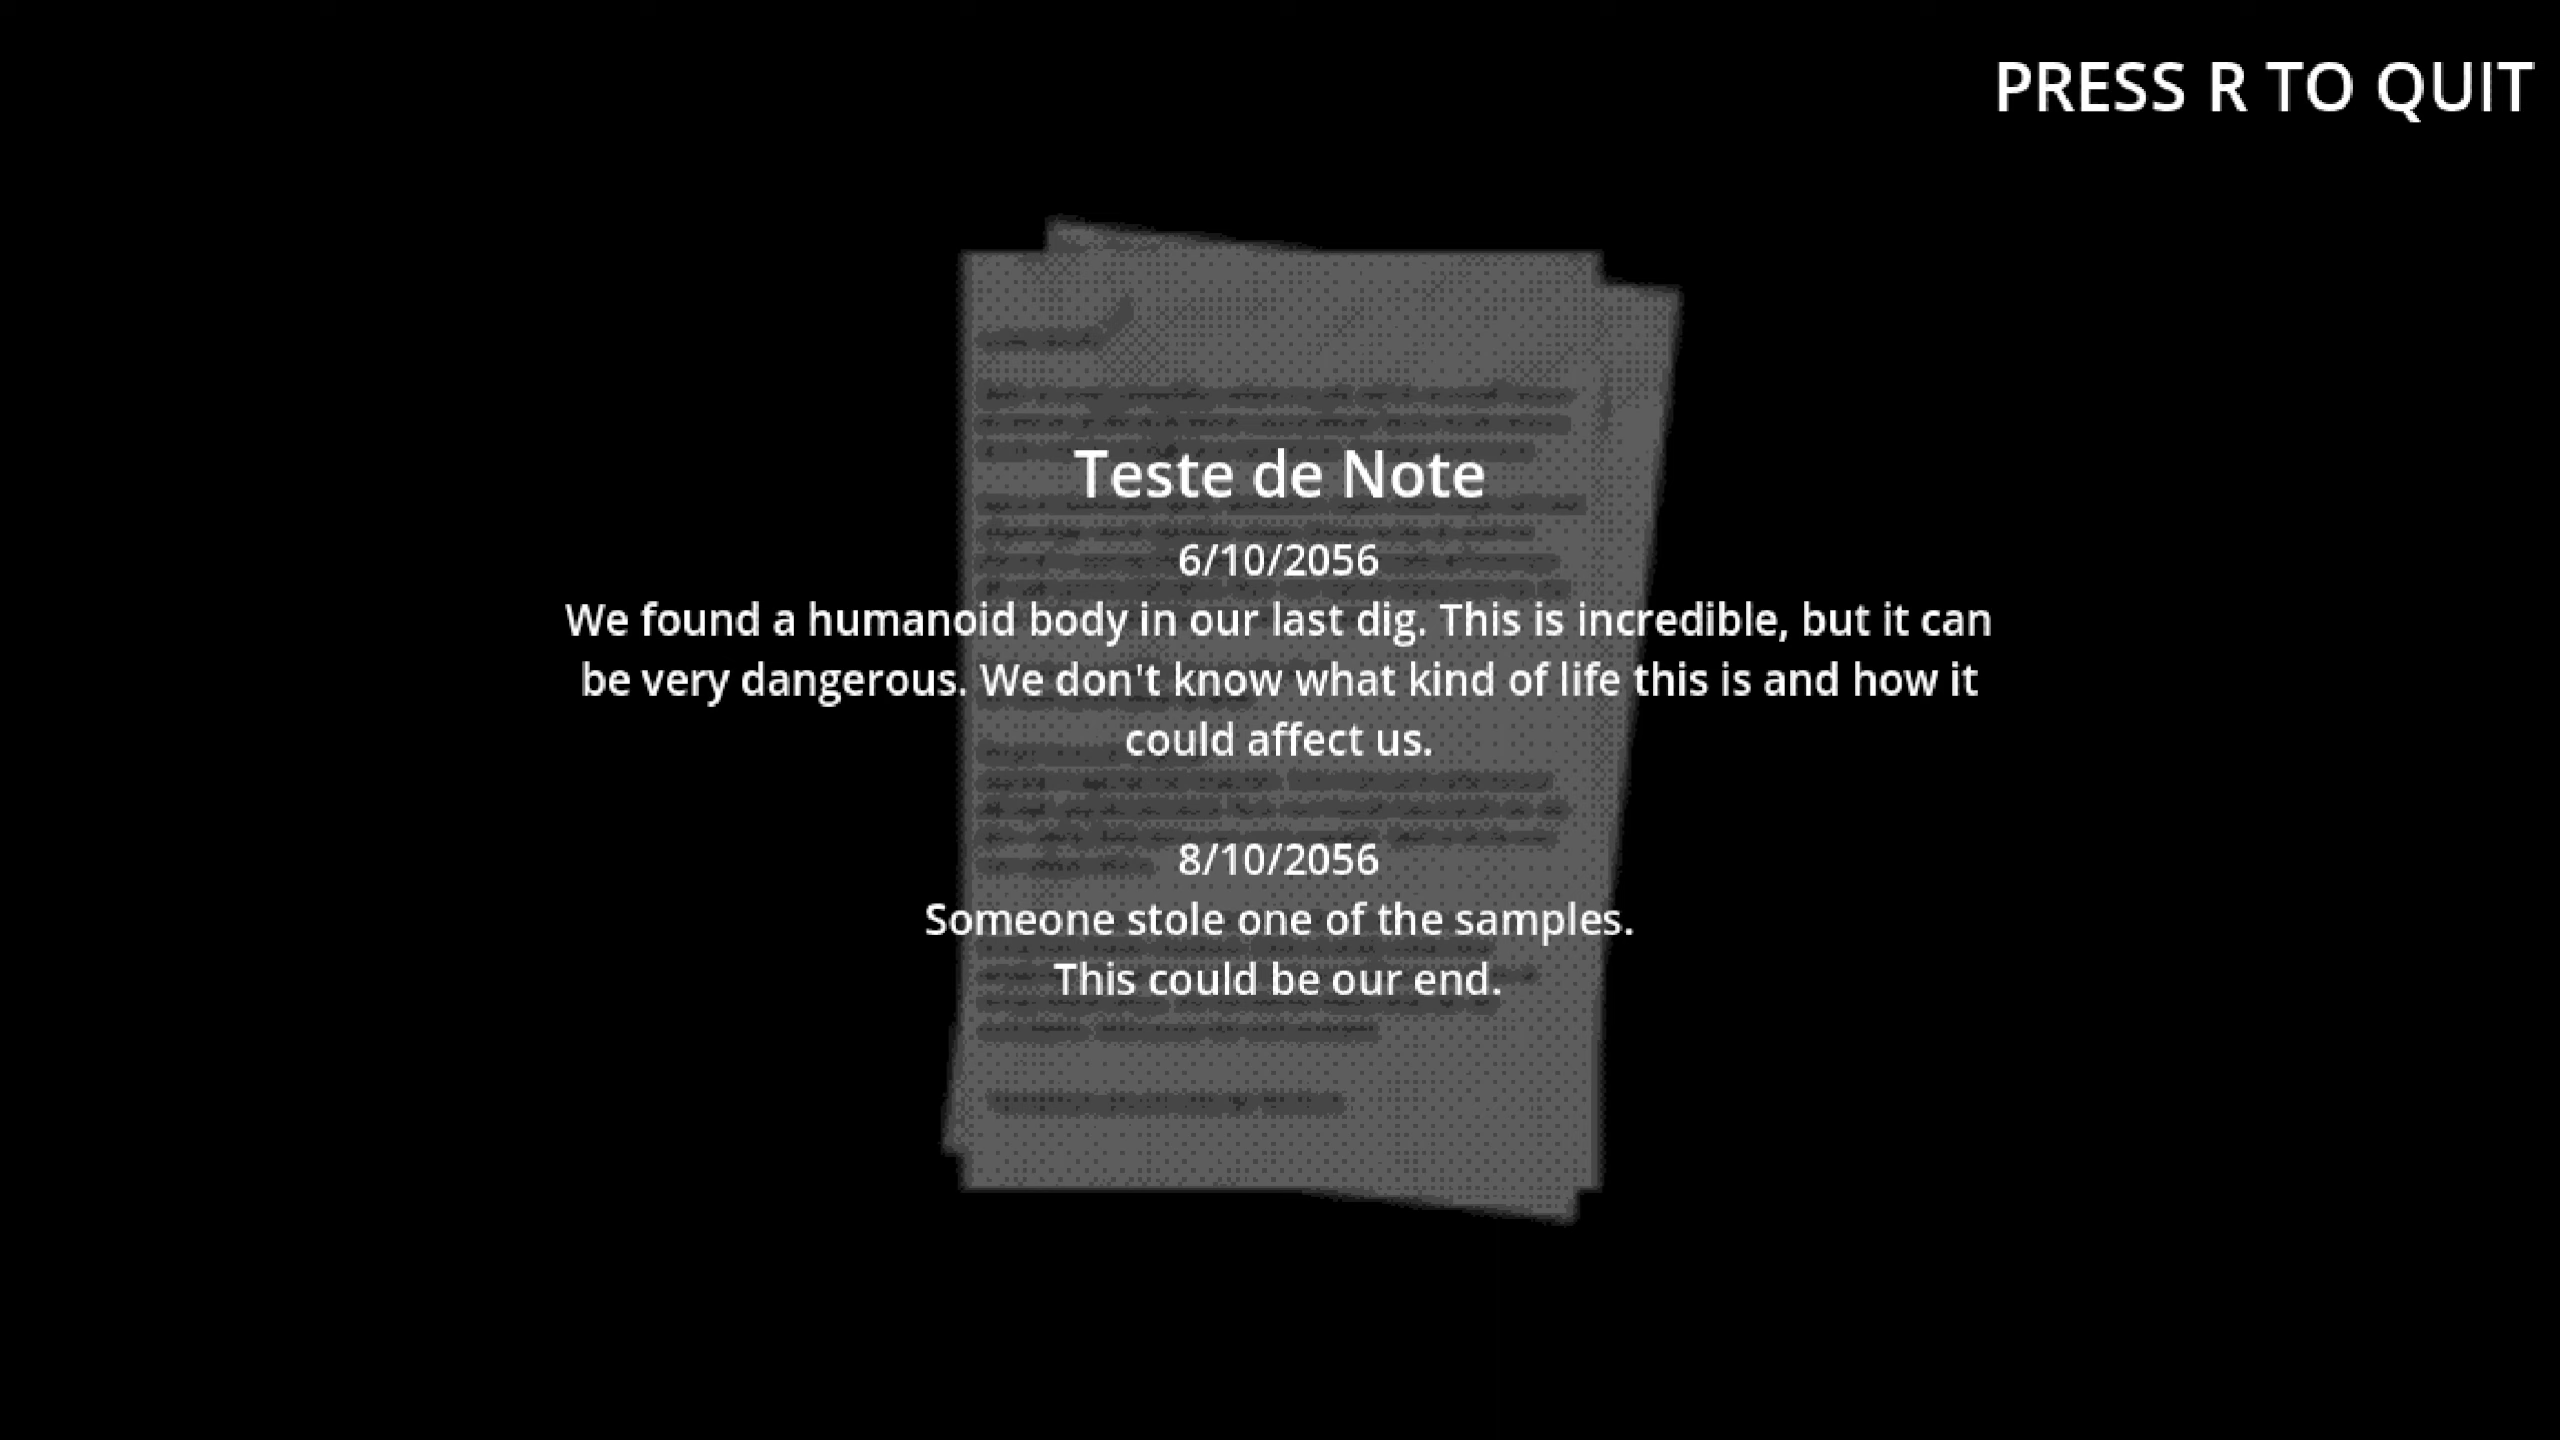 PRESS R TO QUIT
Teste de Note
6/10/2056
We found a humanoid body in our last dig. This is incredible, but it can
be very dangerous. We don't know what kind of life this is and how it
could affect us.
8/10/2056
Someone stole one of the samples.
This could be our end.